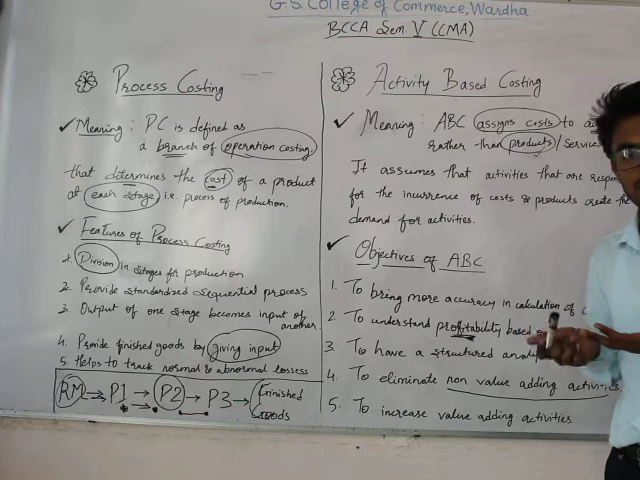 G.S. College of Commerce, Wardha
BCCA Sem. V (CMA)
Process Costing
✓ Meaning : PC is defined as
a branch of operation costing,
that determines the cost of a product
at each stage i.e. process of production.
✓ Features of Process Costing
1. Division in stages for production
2. Provide standardized sequential process
3. Output of one stage becomes input of
another.
4. Provide finished goods by giving input
5. Helps to track normal & abnormal lossess
RM → P1 → P2 → P3 → Finished
Goods
Activity Based Costing
✓ Meaning : ABC assigns costs to
rather than products / Service
It assumes that activities that are
for the incurrence of costs & products create the
demand for activities.
✓ Objectives of ABC
1. To bring more accuracy in calculation of
2. To understand profitability based
3. To have a structured
4. To eliminate non value adding activities.
5. To increase value adding activities.